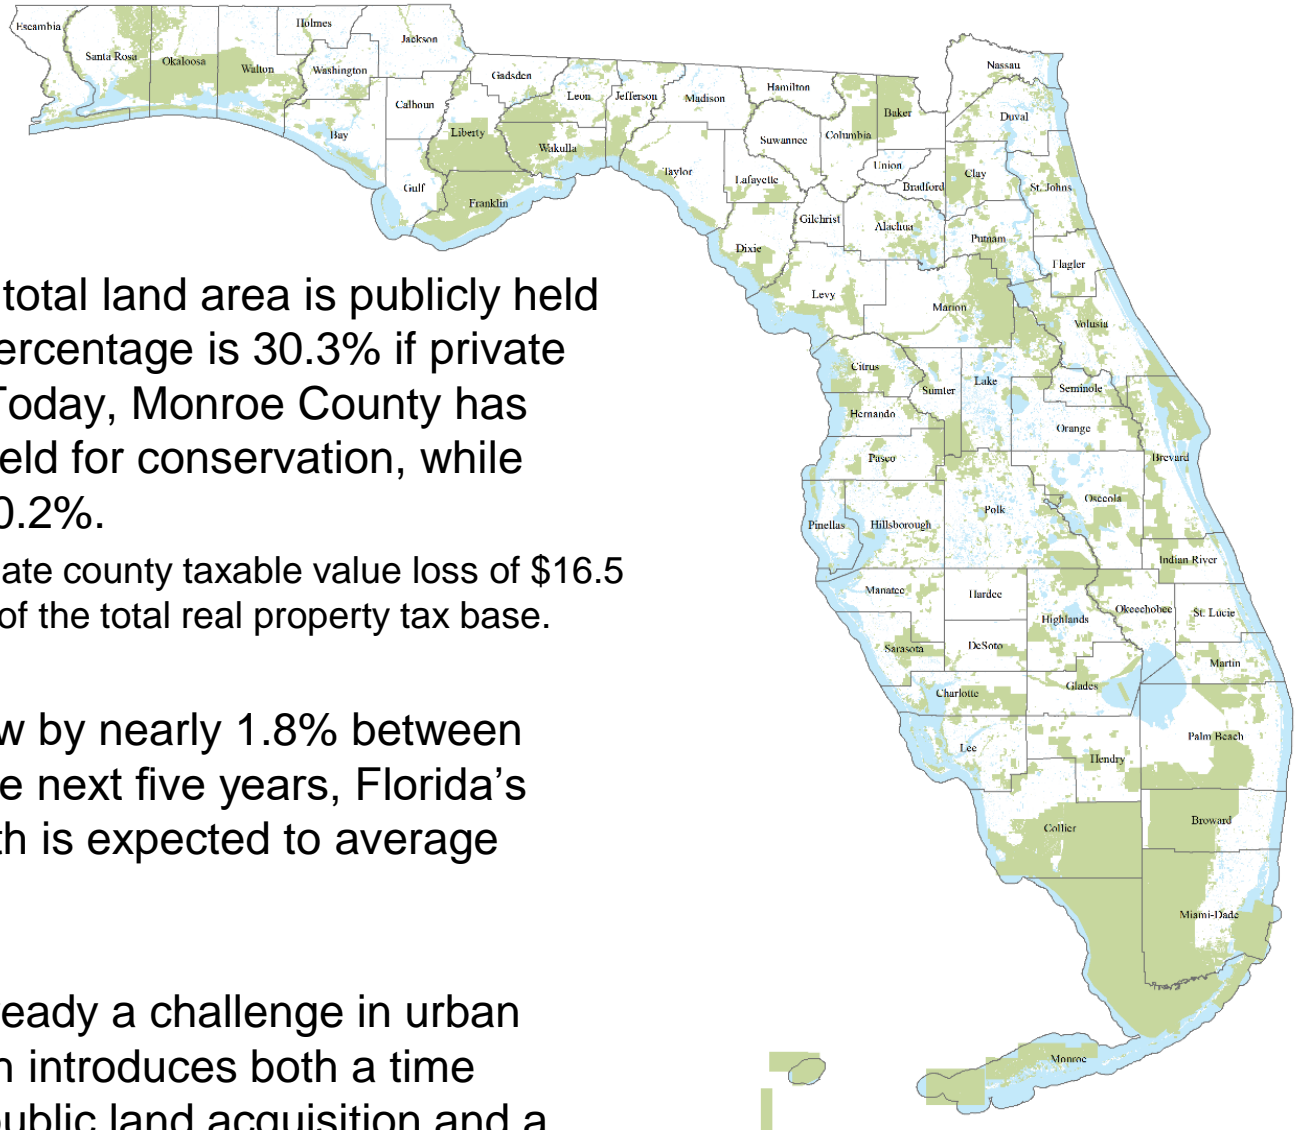 Escambia
Santa Rosa
Okaloosa
Walton
Holmes
Washington
Jackson
Bay
Calhoun
Gulf
Gadsden
Liberty
Franklin
Leon
Wakulla
Jefferson
Madison
Taylor
Hamilton
Suwannee
Lafayette
Dixie
Columbia
Gilchrist
Baker
Union
Bradford
Alachua
Levy
Nassau
Duval
Clay
St. Johns
Putnam
Flagler
Marion
Volusia
Citrus
Sumter
Lake
Seminole
Hernando
Orange
Pasco
Brevard
Osceola
Pinellas
Hillsborough
Polk
Indian River
Manatee
Hardee
Okeechobee
St. Lucie
Highlands
Sarasota
DeSoto
Martin
Charlotte
Glades
Lee
Hendry
Palm Beach
Collier
Broward
Miami-Dade
Monroe
total land area is publicly held
ercentage is 30.3% if private
Today, Monroe County has
eld for conservation, while
0.2%.
ate county taxable value loss of $16.5
of the total real property tax base.
w by nearly 1.8% between
e next five years, Florida's
th is expected to average
eady a challenge in urban
n introduces both a time
public land acquisition and a